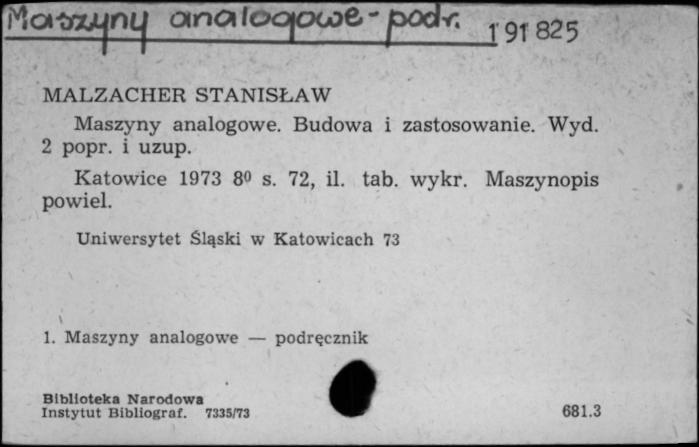 Maszyny analogowe - podr.
191825
MALZACHER STANISŁAW
Maszyny analogowe. Budowa i zastosowanie. Wyd.
2 popr. i uzup.
Katowice 1973 8⁰ s. 72, il. tab. wykr. Maszynopis
powiel.
Uniwersytet Śląski w Katowicach 73
1. Maszyny analogowe — podręcznik
Biblioteka Narodowa
Instytut Bibliograf. 7335/73
681.3